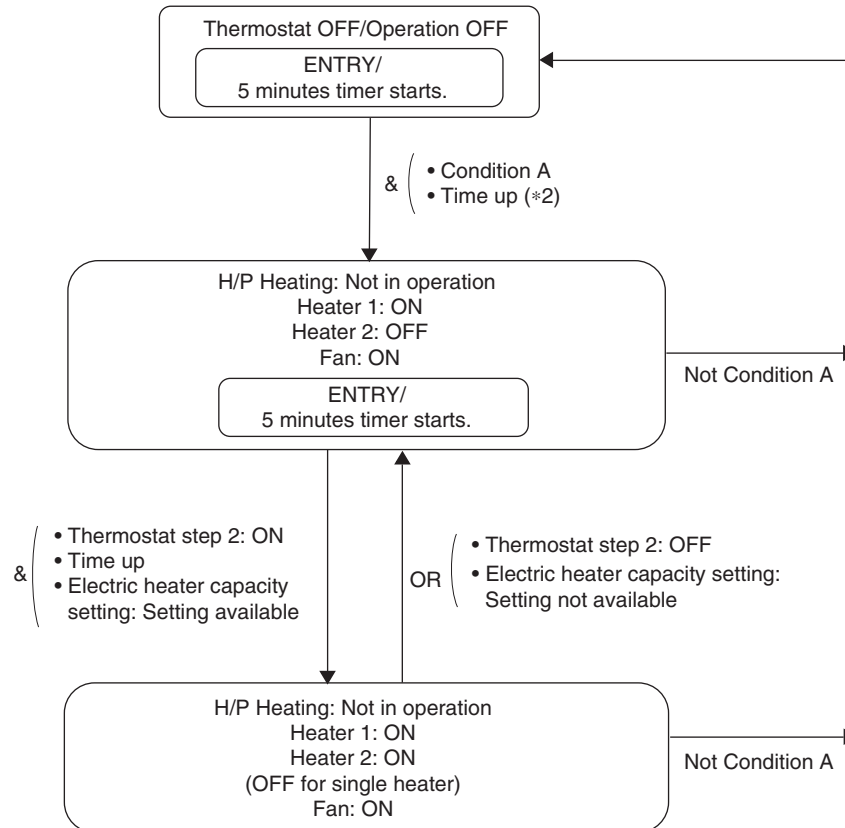 Thermostat OFF/Operation OFF
ENTRY/
5 minutes timer starts.
&
• Condition A
• Time up (*2)
H/P Heating: Not in operation
Heater 1: ON
Heater 2: OFF
Fan: ON
ENTRY/
5 minutes timer starts.
Not Condition A
&
• Thermostat step 2: ON
• Time up
• Electric heater capacity
setting: Setting available
OR
• Thermostat step 2: OFF
• Electric heater capacity setting:
Setting not available
H/P Heating: Not in operation
Heater 1: ON
Heater 2: ON
(OFF for single heater)
Fan: ON
Not Condition A